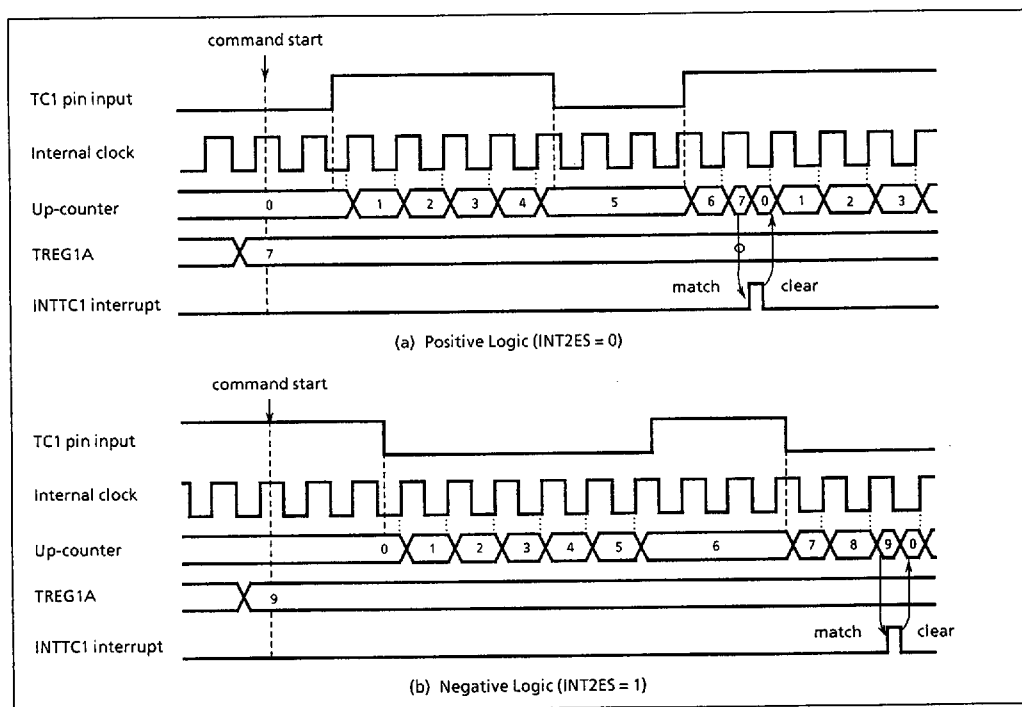 command start
TC1 pin input
Internal clock
Up-counter 0 1 2 3 4 5 6 7 0 1 2 3
TREG1A 7
match clear
INTTC1 interrupt
(a) Positive Logic (INT2ES = 0)
command start
TC1 pin input
Internal clock
Up-counter 0 1 2 3 4 5 6 7 8 9 0
TREG1A 9
match clear
INTTC1 interrupt
(b) Negative Logic (INT2ES = 1)